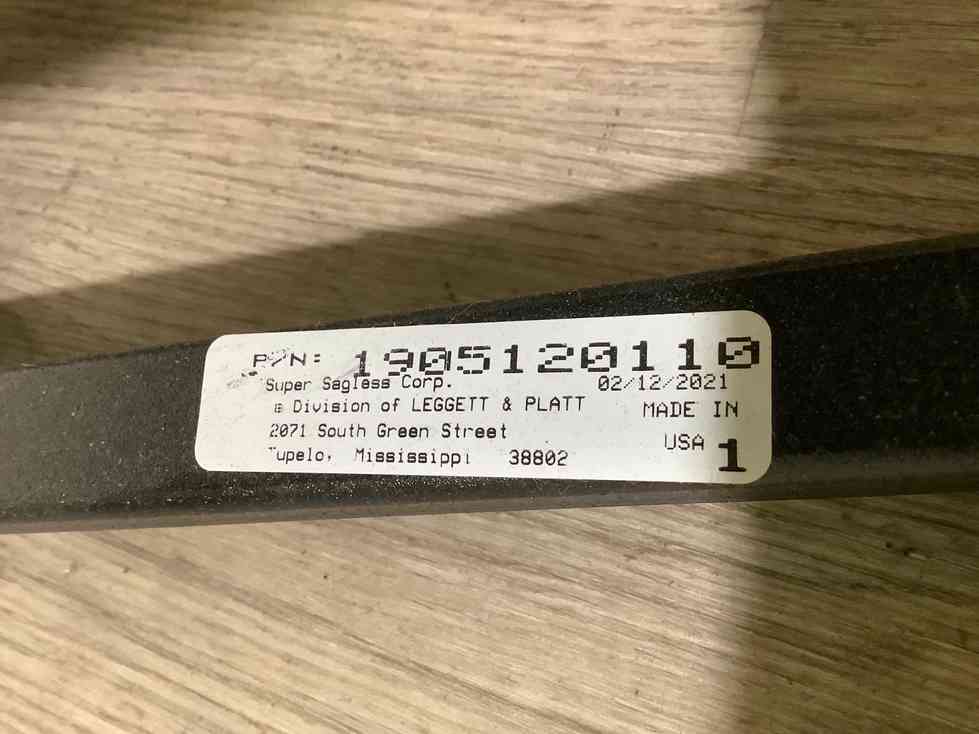 P/N: 1905120110
Super Sagless Corp. 02/12/2021
a Division of LEGGETT & PLATT MADE IN
2071 South Green Street USA
Tupelo, Mississippi 38802 1